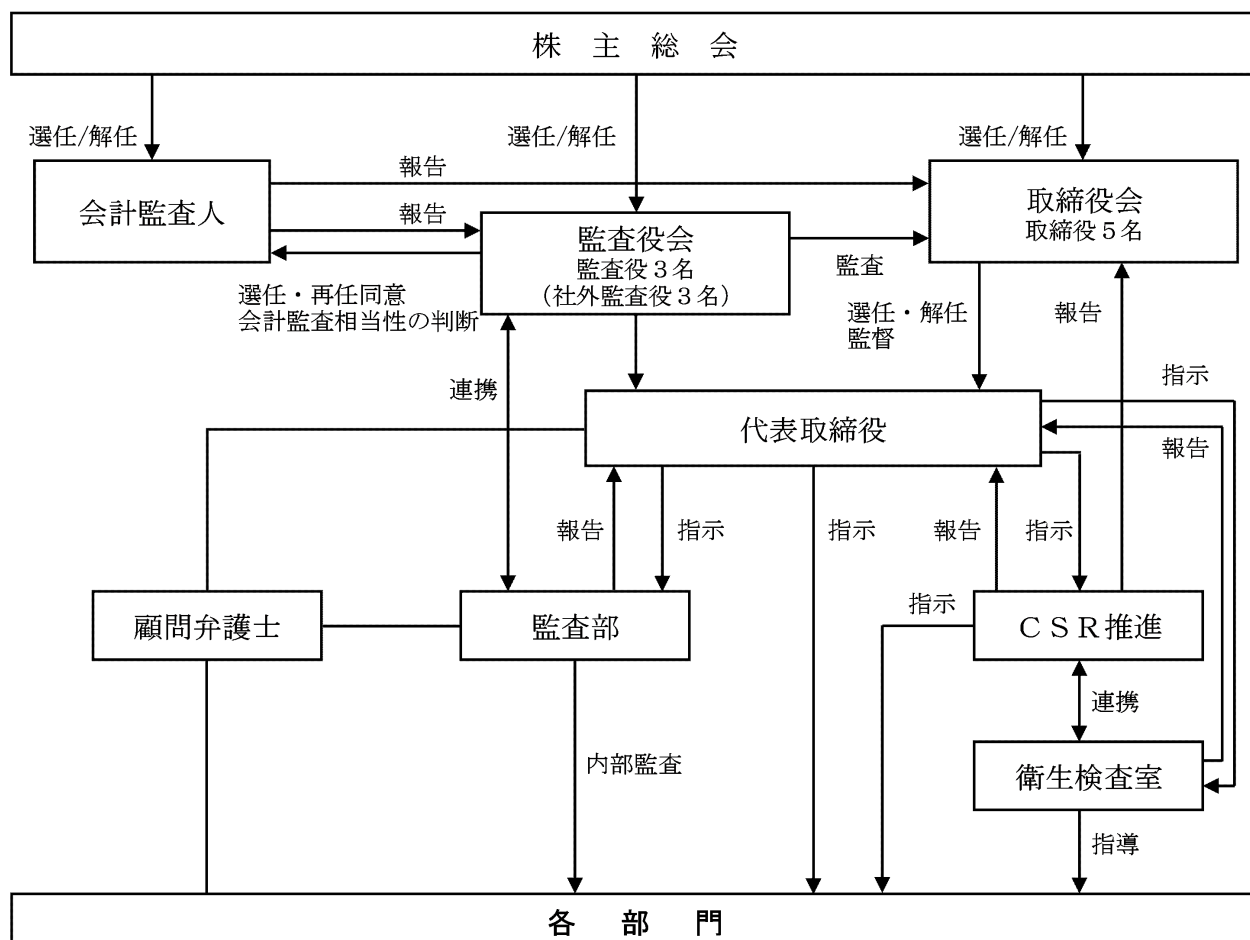 株 主 総 会
選任/解任
選任/解任
選任/解任
報告
会計監査人
報告
取締役会
取締役5名
監査役会
監査役3名
(社外監査役3名)
監査
選任・再任同意
会計監査相当性の判断
選任・解任
監督
報告
連携
指示
代表取締役
報告
報告
指示
指示
報告
指示
指示
顧問弁護士
監査部
CSR推進
連携
内部監査
衛生検査室
指導
各 部 門